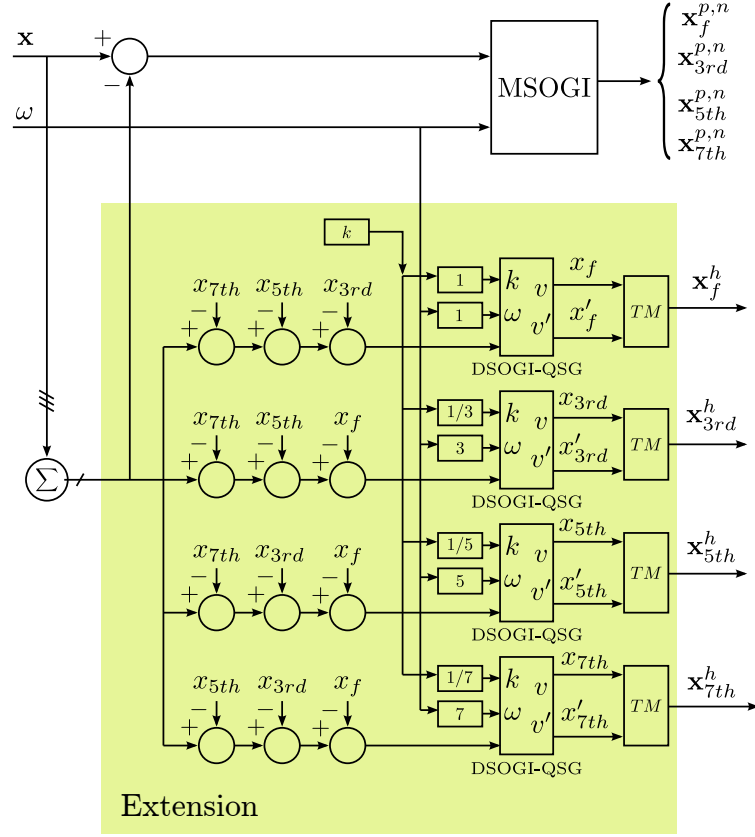 x + − MSOGI
ω
x_f^{p,n}
x_{3rd}^{p,n}
x_{5th}^{p,n}
x_{7th}^{p,n}
k
x_{7th} x_{5th} x_{3rd}
− − −
+ + +
1 k v x_f
1 ω v' x'_f
TM x_f^h
DSOGI-QSG
x_{7th} x_{5th} x_f
− − −
+ + +
1/3 k v x_{3rd}
3 ω v' x'_{3rd}
TM x_{3rd}^h
DSOGI-QSG
Σ
x_{7th} x_{3rd} x_f
− − −
+ + +
1/5 k v x_{5th}
5 ω v' x'_{5th}
TM x_{5th}^h
DSOGI-QSG
x_{5th} x_{3rd} x_f
− − −
+ + +
1/7 k v x_{7th}
7 ω v' x'_{7th}
TM x_{7th}^h
DSOGI-QSG
Extension